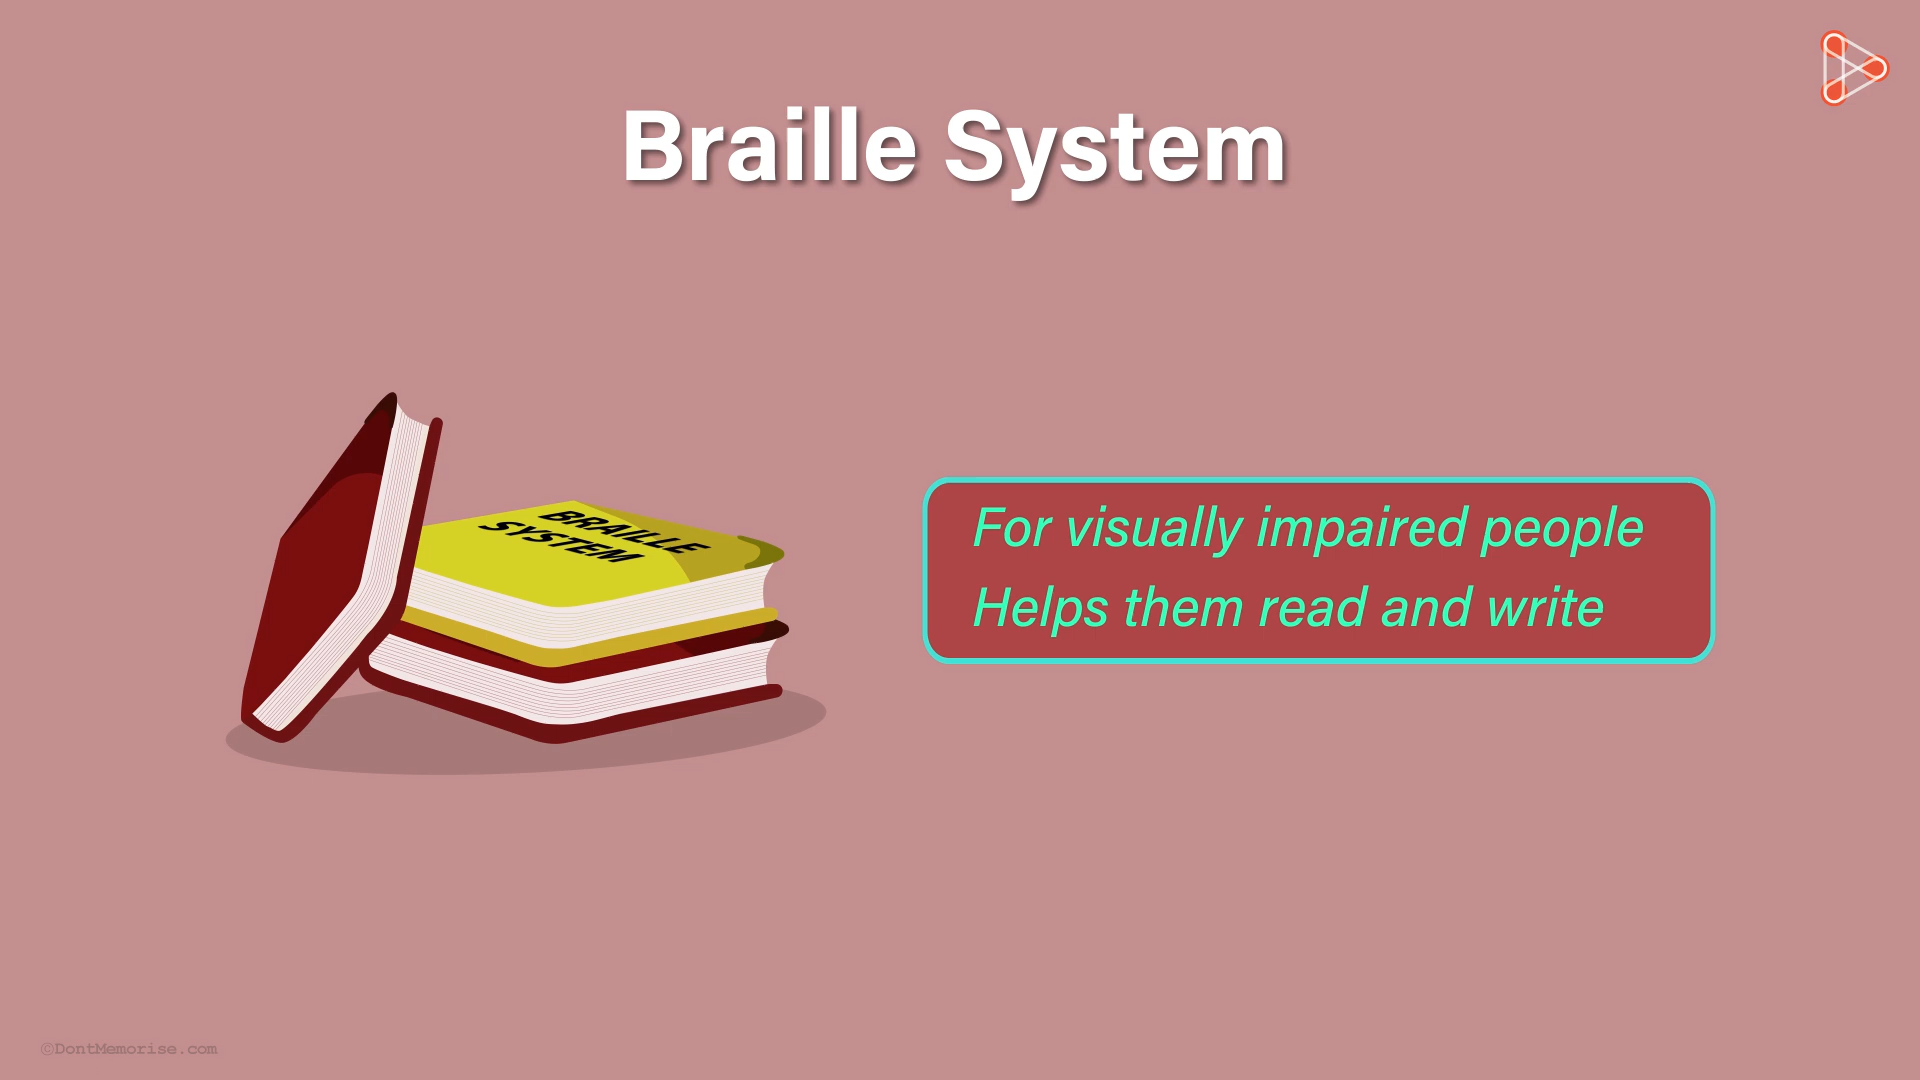 Braille System
BRAILLE
SYSTEM
For visually impaired people
Helps them read and write
©DontMemorise.com